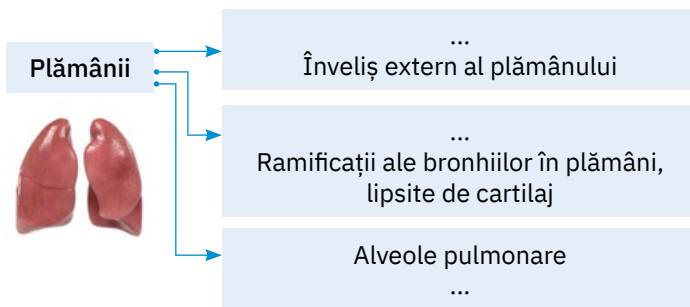 Plămânii
...
Înveliș extern al plămânului
...
Ramificații ale bronhiilor în plămâni,
lipsite de cartilaj
Alveole pulmonare
...